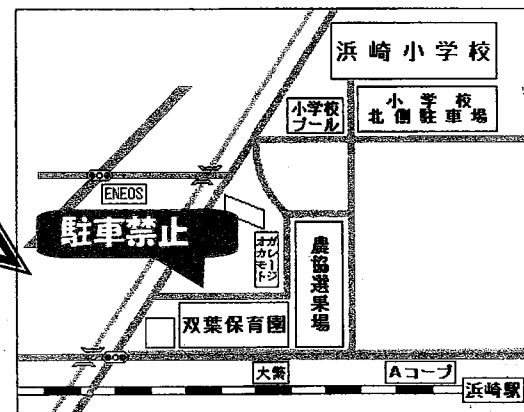 浜崎小学校
小学校
プール
小学校
北側駐車場
ENEOS
駐車禁止
ガレージ
オカモト
農協選果場
双葉保育園
大繁
Aコープ
浜崎駅